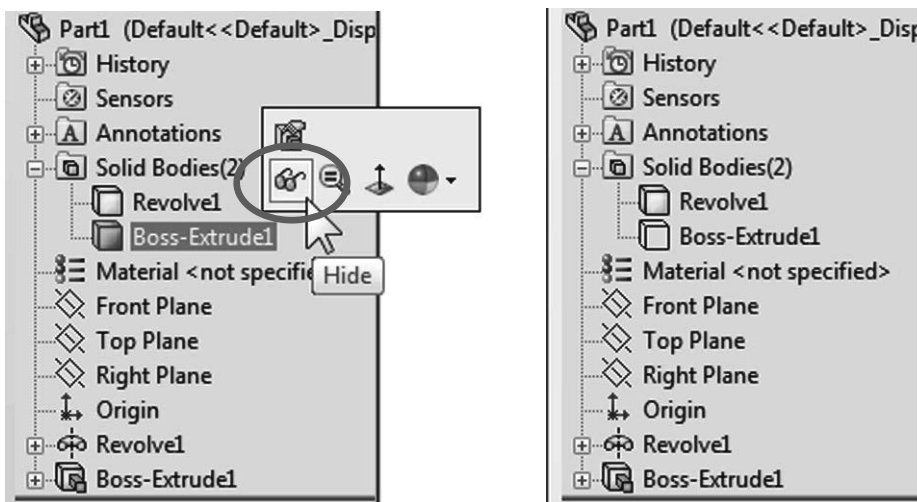 Part1 (Default<<Default>_Disp
History
Sensors
Annotations
Solid Bodies(2)
Revolve1
Boss-Extrude1
Material <not specifie
Hide
Front Plane
Top Plane
Right Plane
Origin
Revolve1
Boss-Extrude1
Part1 (Default<<Default>_Disp
History
Sensors
Annotations
Solid Bodies(2)
Revolve1
Boss-Extrude1
Material <not specified>
Front Plane
Top Plane
Right Plane
Origin
Revolve1
Boss-Extrude1